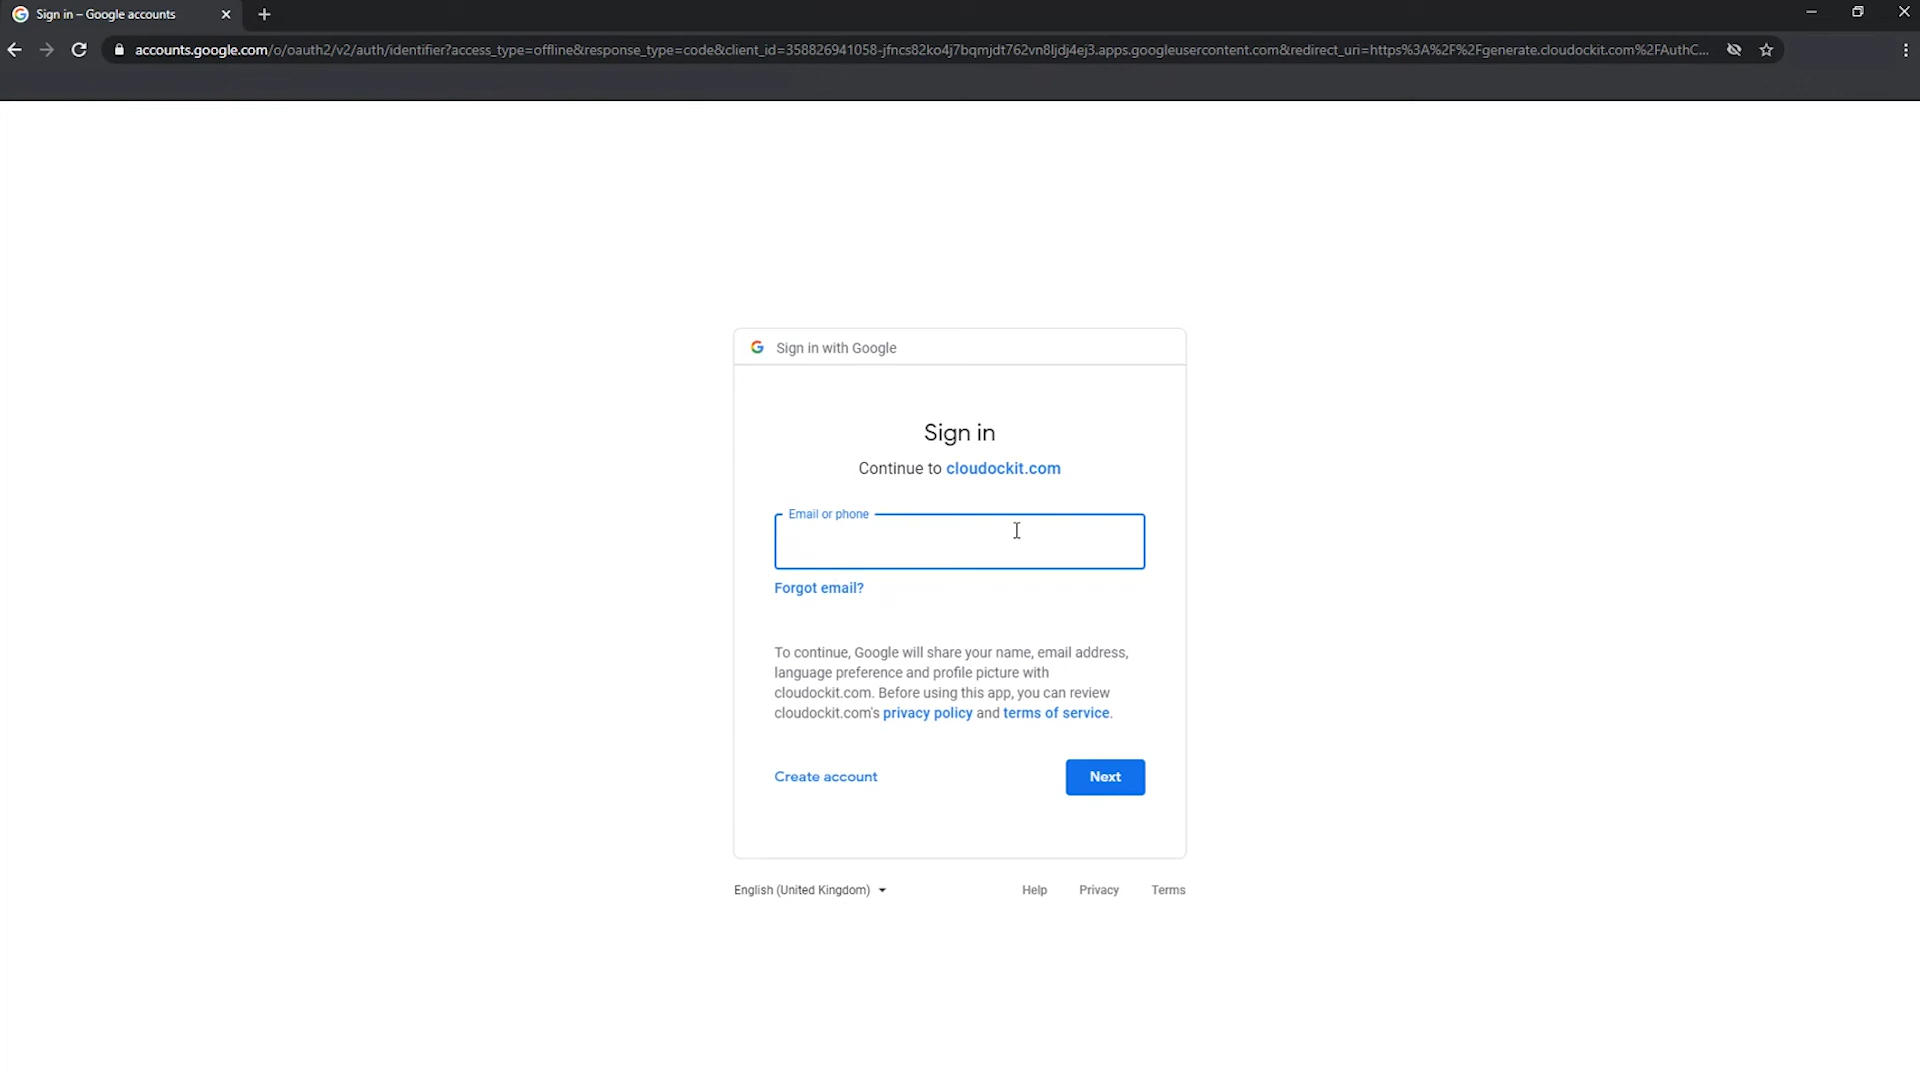 Sign in – Google accounts
accounts.google.com/o/oauth2/v2/auth/identifier?access_type=offline&response_type=code&client_id=358826941058-jfncs82ko4j7bqmjdt762vn8ljdj4ej3.apps.googleusercontent.com&redirect_uri=https%3A%2F%2Fgenerate.cloudockit.com%2FAuthC...
Sign in with Google
Sign in
Continue to cloudockit.com
Email or phone
Forgot email?
To continue, Google will share your name, email address,
language preference and profile picture with
cloudockit.com. Before using this app, you can review
cloudockit.com's privacy policy and terms of service.
Create account
Next
English (United Kingdom)
Help
Privacy
Terms